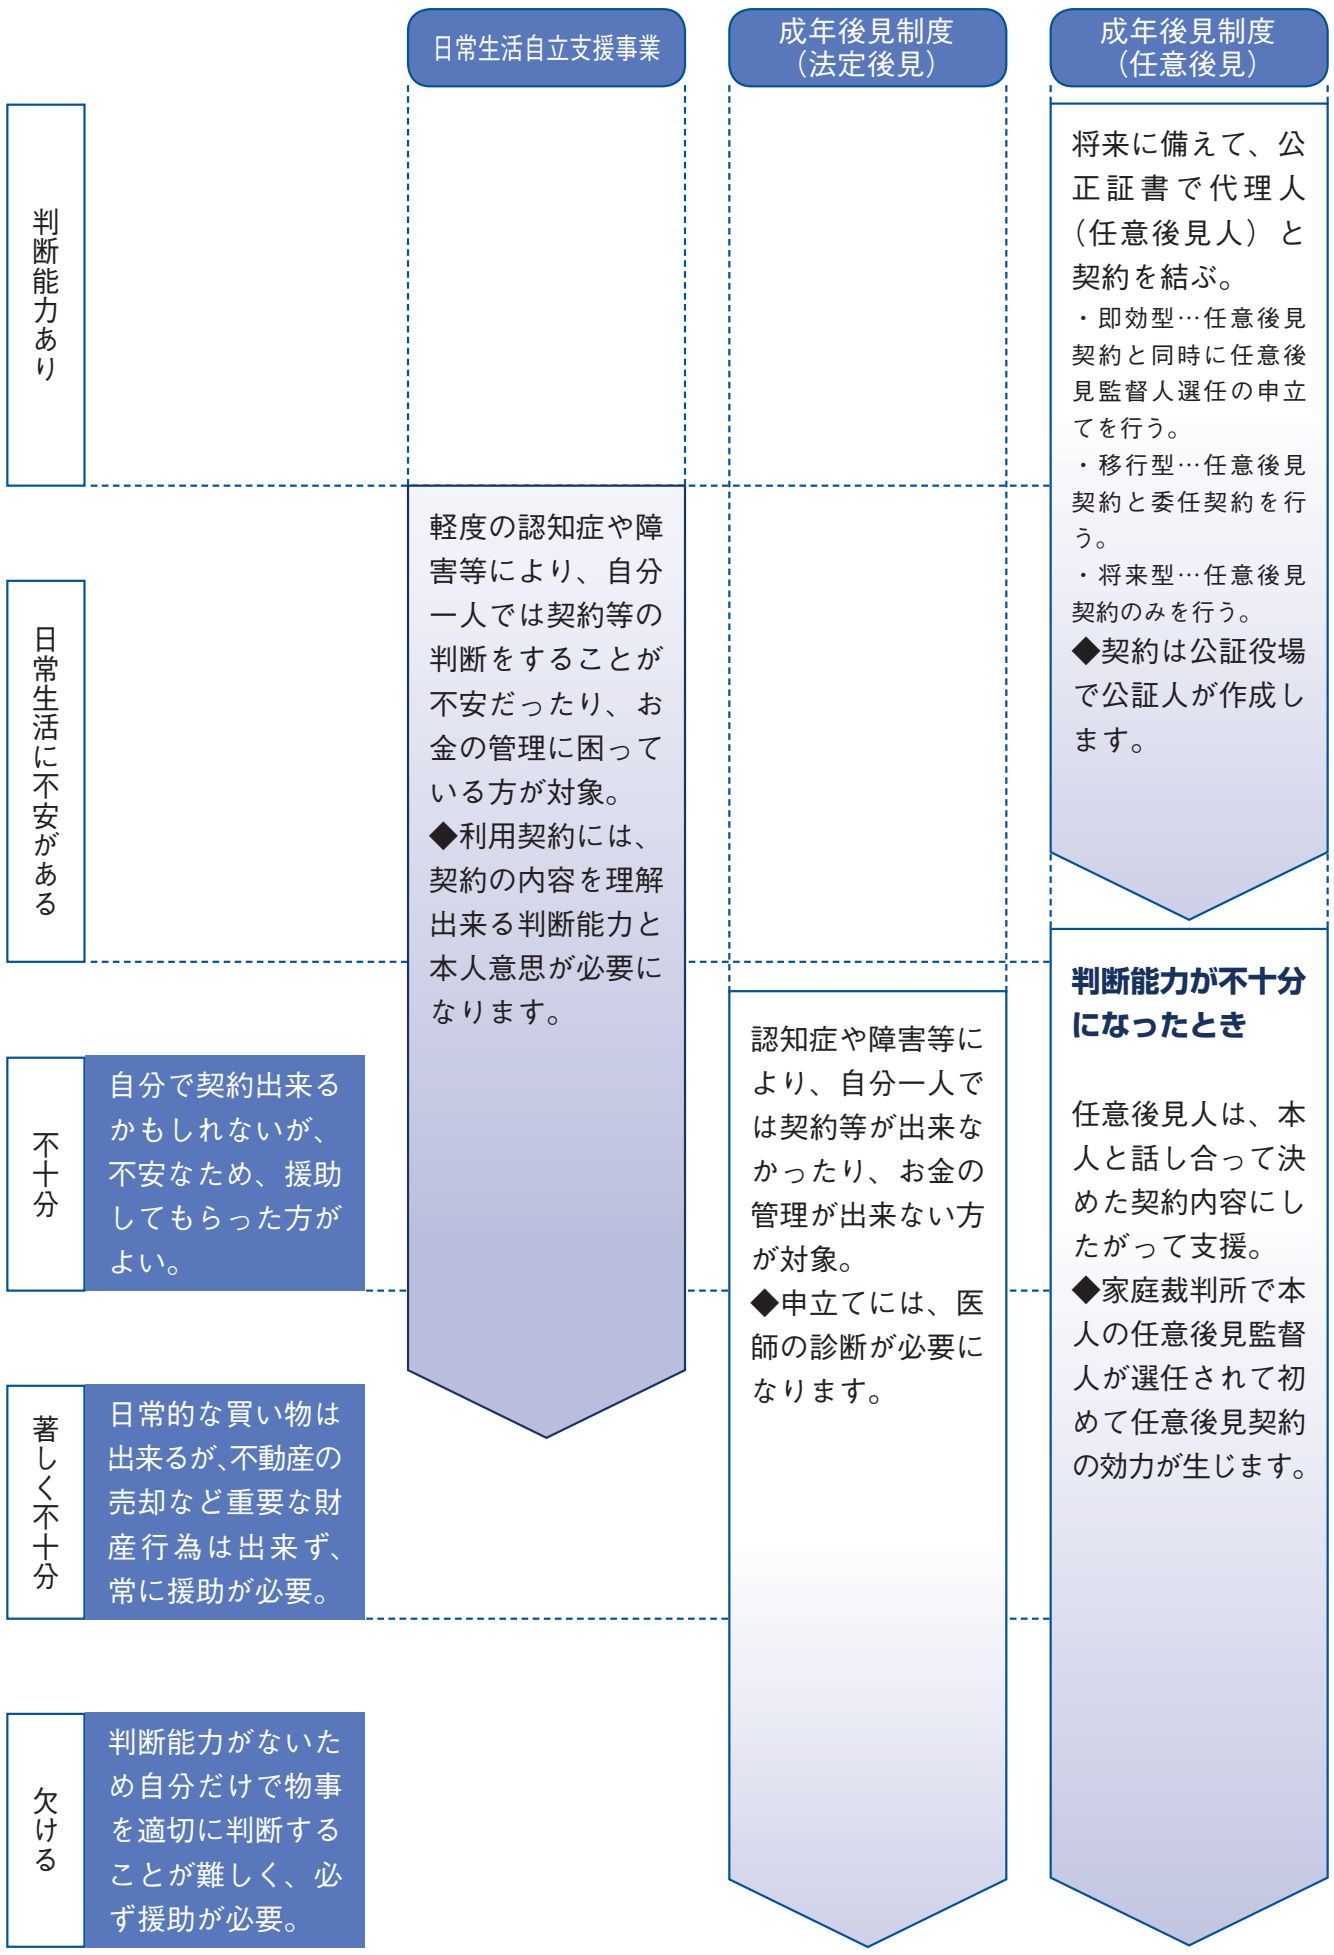 日常生活自立支援事業
成年後見制度
（法定後見）
成年後見制度
（任意後見）
判断能力あり
日常生活に不安がある
不十分
自分で契約出来る
かもしれないが、
不安なため、援助
してもらった方が
よい。
著しく不十分
日常的な買い物は
出来るが、不動産の
売却など重要な財
産行為は出来ず、
常に援助が必要。
欠ける
判断能力がないた
め自分だけで物事
を適切に判断する
ことが難しく、必
ず援助が必要。
軽度の認知症や障
害等により、自分
一人では契約等の
判断をすることが
不安だったり、お
金の管理に困って
いる方が対象。
◆利用契約には、
契約の内容を理解
出来る判断能力と
本人意思が必要に
なります。
認知症や障害等に
より、自分一人で
は契約等が出来な
かったり、お金の
管理が出来ない方
が対象。
◆申立てには、医
師の診断が必要に
なります。
将来に備えて、公
正証書で代理人
（任意後見人）と
契約を結ぶ。
・即効型…任意後見
契約と同時に任意後
見監督人選任の申立
てを行う。
・移行型…任意後見
契約と委任契約を行
う。
・将来型…任意後見
契約のみを行う。
◆契約は公証役場
で公証人が作成し
ます。
判断能力が不十分
になったとき
任意後見人は、本
人と話し合って決
めた契約内容にし
たがって支援。
◆家庭裁判所で本
人の任意後見監督
人が選任されて初
めて任意後見契約
の効力が生じます。